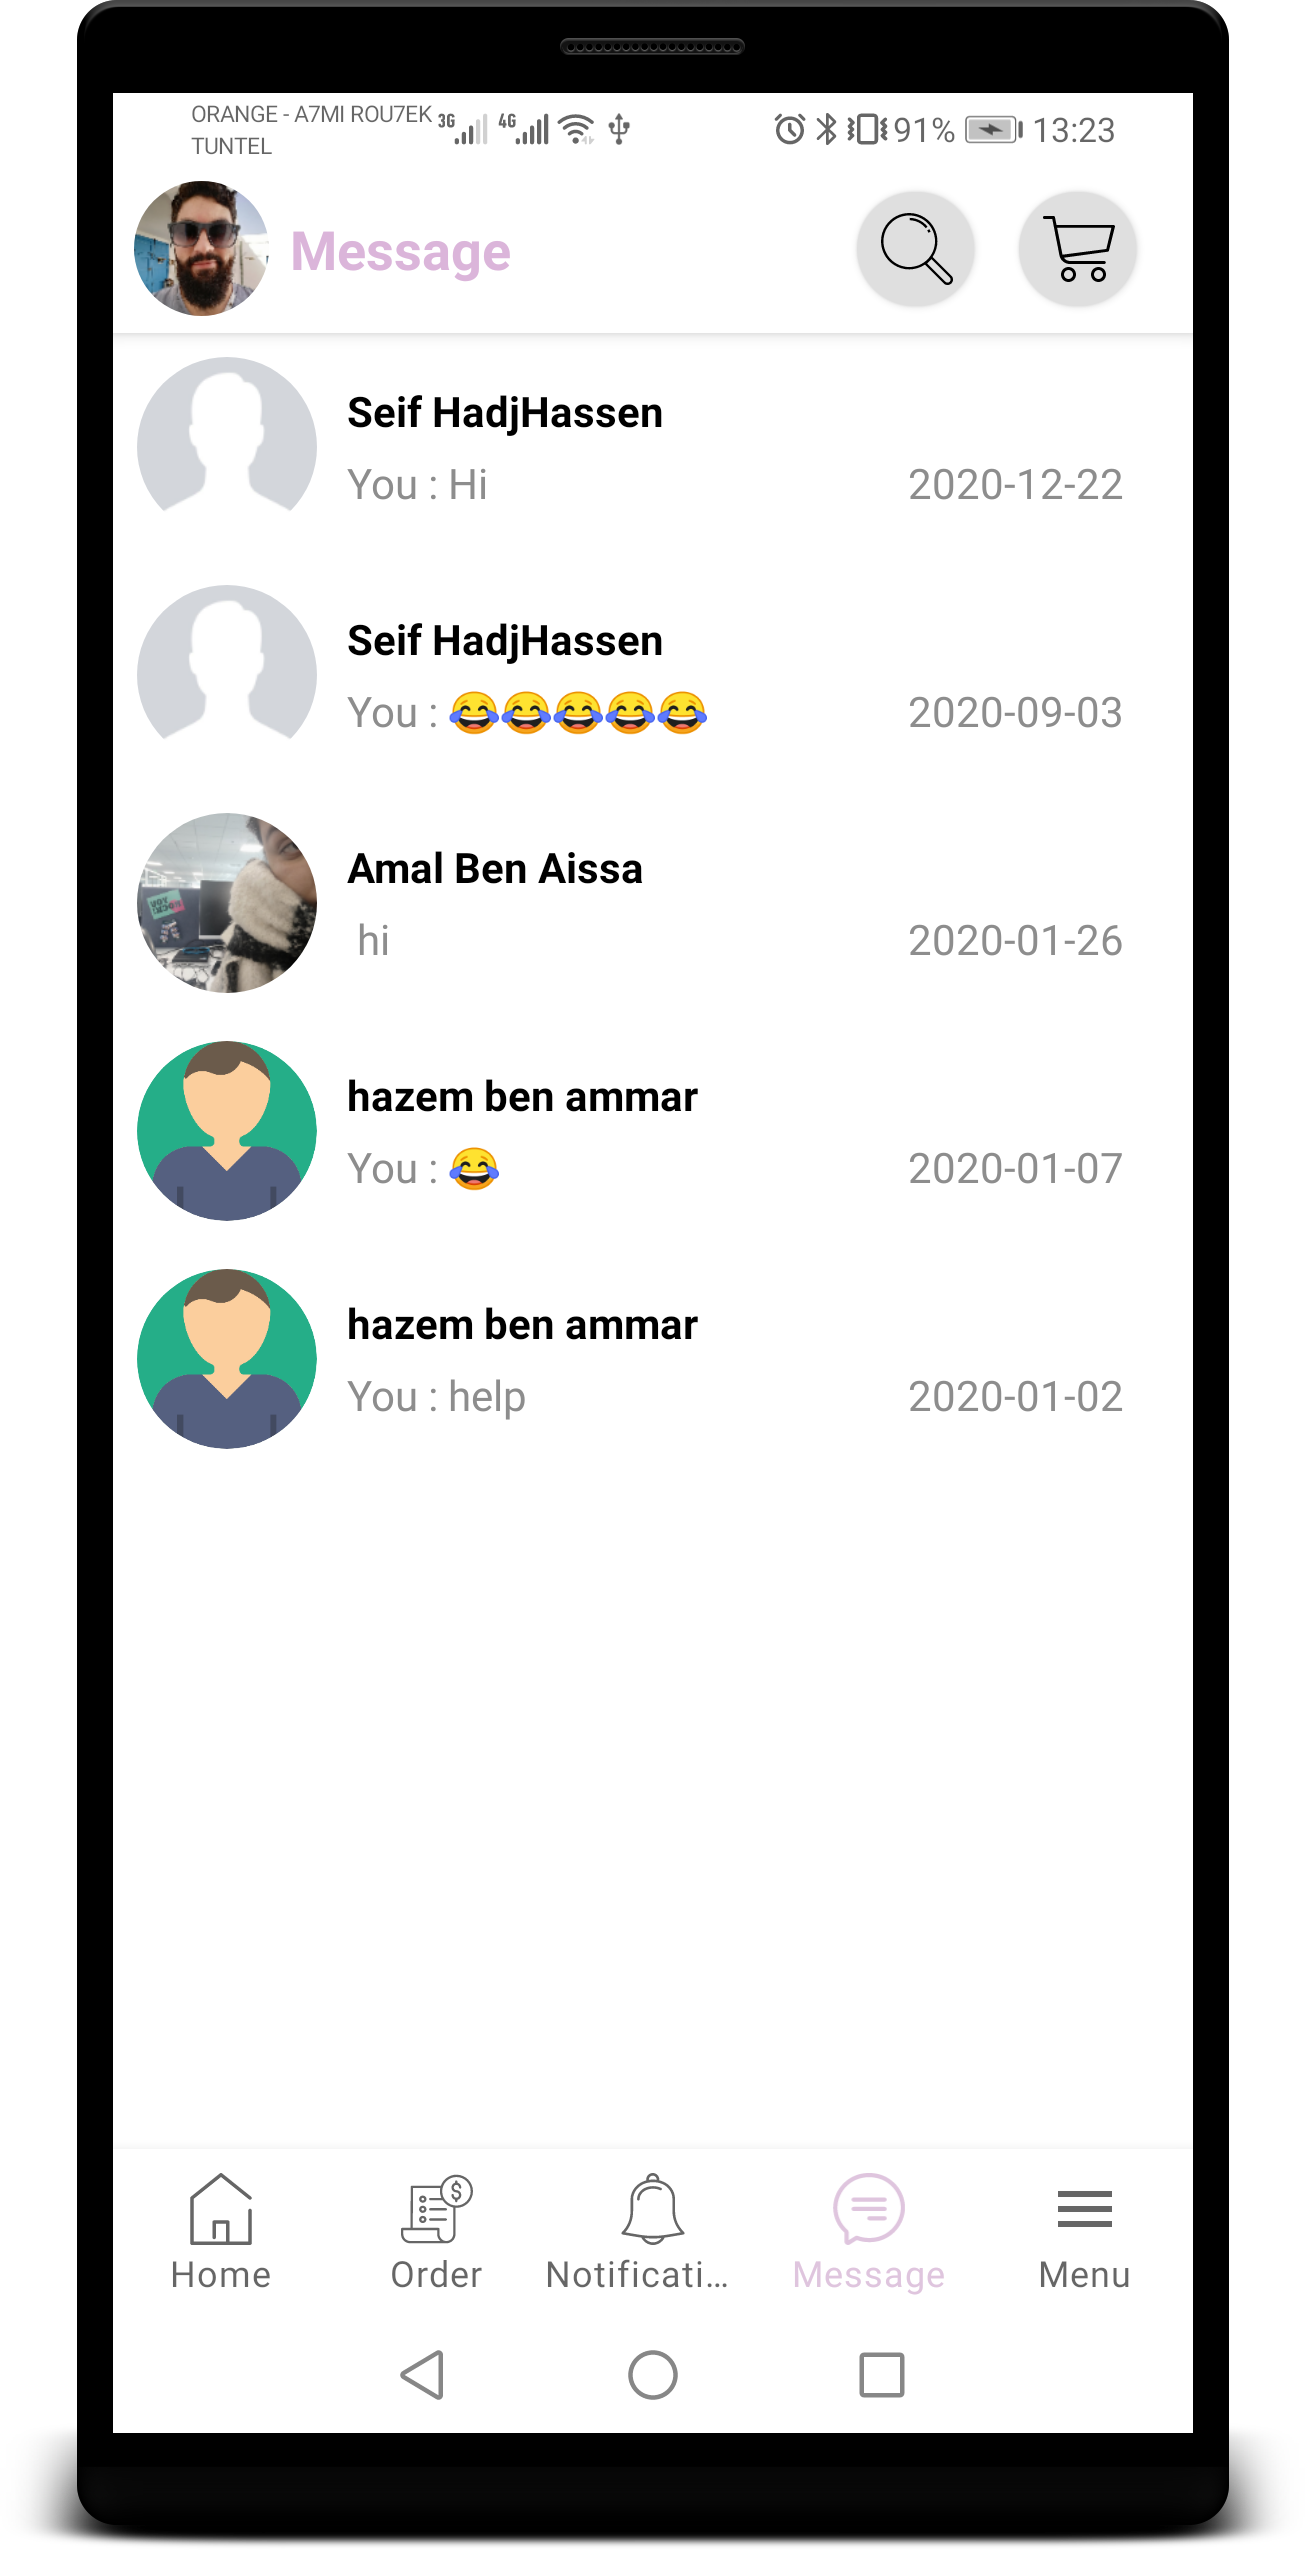 ORANGE - A7MI ROU7EK
TUNTEL
3G 4G 91% 13:23
Message
Seif HadjHassen
You : Hi 2020-12-22
Seif HadjHassen
You : 😂😂😂😂😂 2020-09-03
Amal Ben Aissa
hi 2020-01-26
hazem ben ammar
You : 😂 2020-01-07
hazem ben ammar
You : help 2020-01-02
$
Home Order Notificati... Message Menu